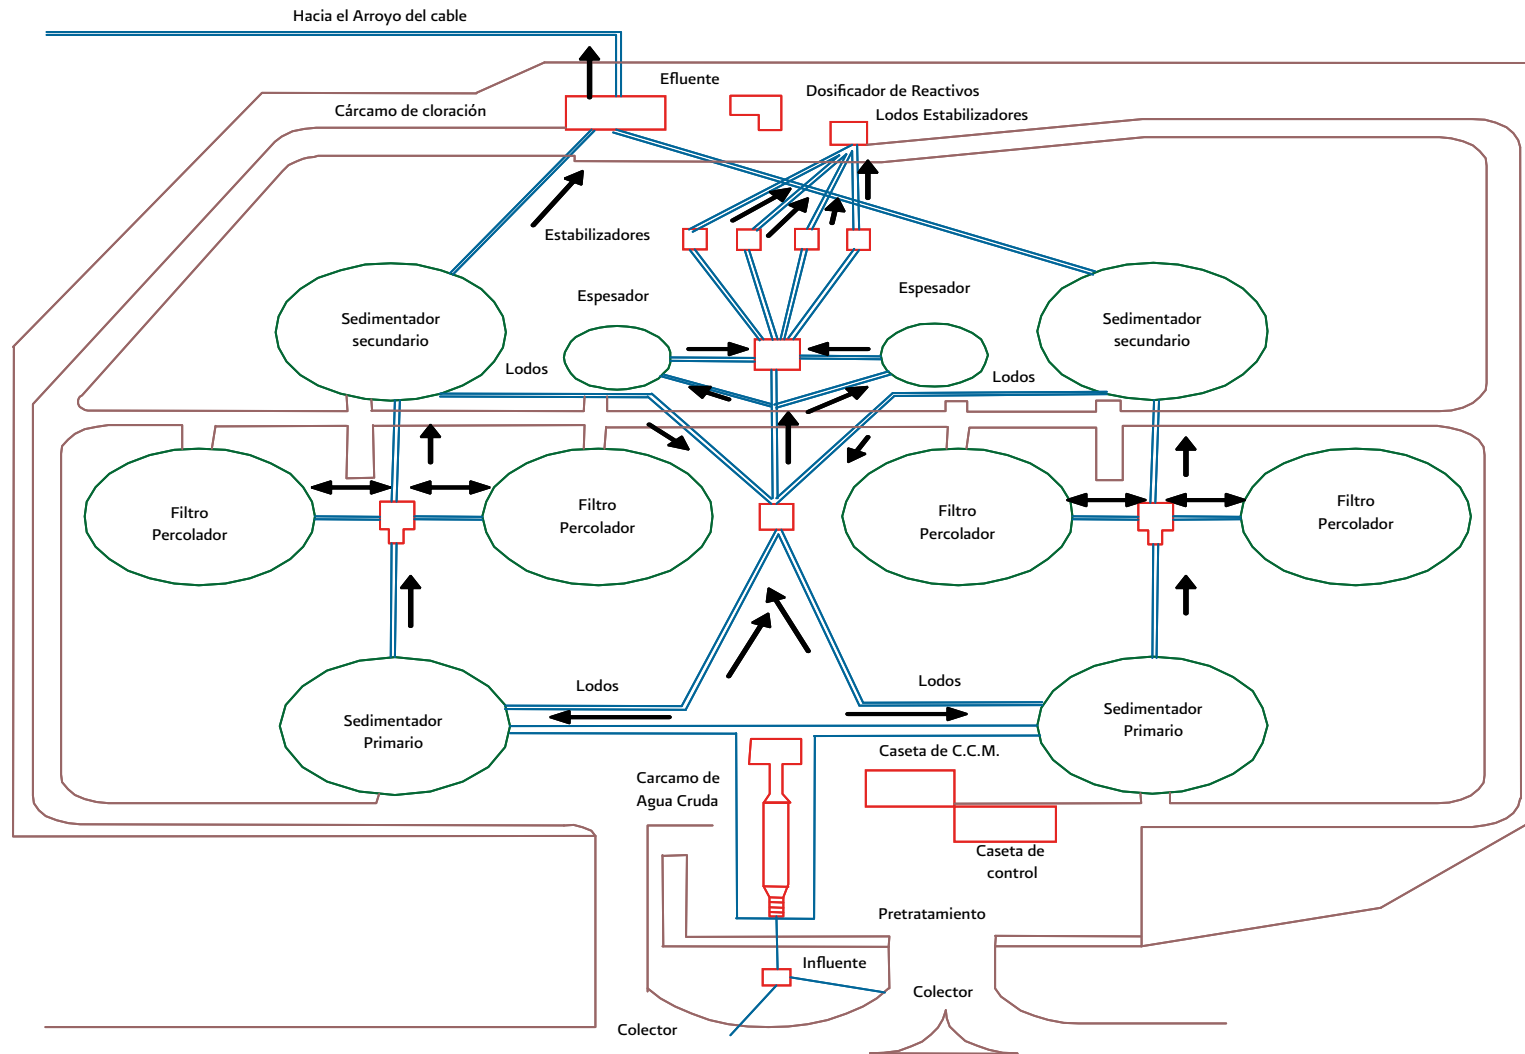 Hacia el Arroyo del cable
Efluente
Dosificador de Reactivos
Cárcamo de cloración
Lodos Estabilizadores
Estabilizadores
Espesador
Espesador
Sedimentador
secundario
Sedimentador
secundario
Lodos
Lodos
Filtro
Percolador
Filtro
Percolador
Filtro
Percolador
Filtro
Percolador
Lodos
Lodos
Sedimentador
Primario
Sedimentador
Primario
Caseta de C.C.M.
Carcamo de
Agua Cruda
Caseta de
control
Pretratamiento
Influente
Colector
Colector